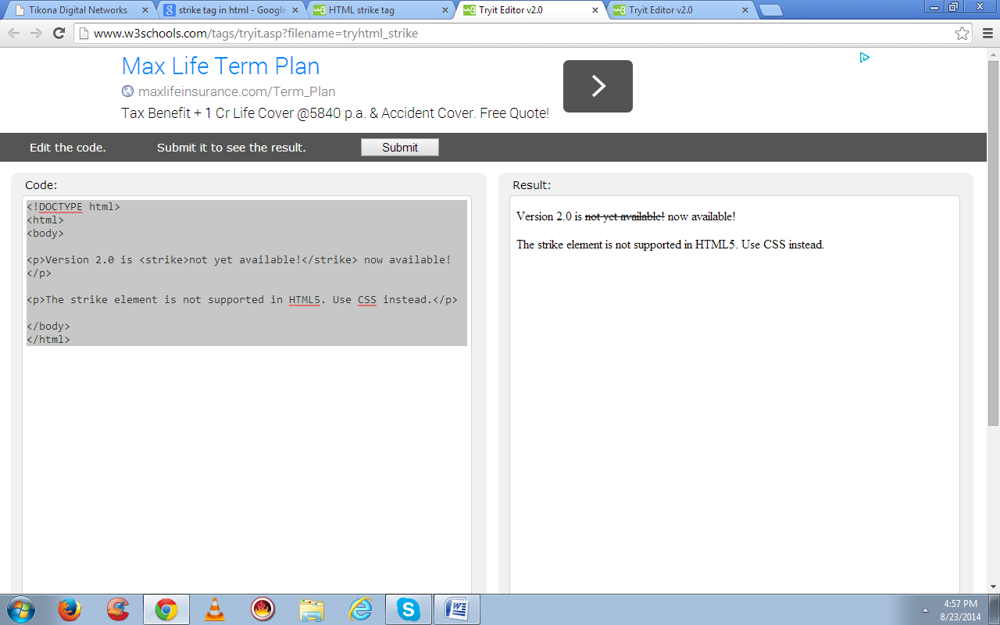 Tikona Digital Networks
strike tag in html - Google
HTML strike tag
Tryit Editor v2.0
Tryit Editor v2.0
www.w3schools.com/tags/tryit.asp?filename=tryhtml_strike
Max Life Term Plan
maxlifeinsurance.com/Term_Plan
Tax Benefit + 1 Cr Life Cover @5840 p.a. & Accident Cover. Free Quote!
Edit the code. Submit it to see the result. Submit
Code:
<!DOCTYPE html>
<html>
<body>
<p>Version 2.0 is <strike>not yet available!</strike> now available!
</p>
<p>The strike element is not supported in HTML5. Use CSS instead.</p>
</body>
</html>
Result:
Version 2.0 is not yet available! now available!
The strike element is not supported in HTML5. Use CSS instead.
4:57 PM
8/23/2014